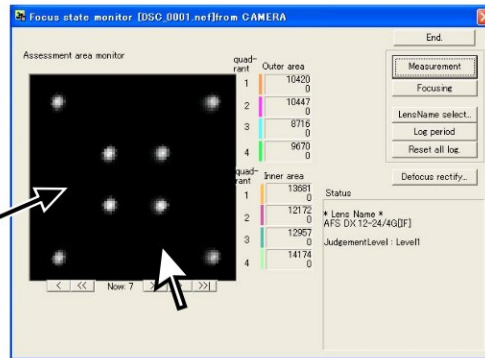 Focus state monitor [DSC_0001.nef]from CAMERA
End.
Assessment area monitor
quad-
rant
Outer area
1 10420
0
2 10447
0
3 8716
0
4 9670
0
quad-
rant
Inner area
1 13681
0
2 12172
0
3 12957
0
4 14174
0
< << Now: 7 >>|
Measurement
Focusing
LensName select..
Log period
Reset all log.
Defocus rectify...
Status
* Lens Name *
AFS DX 12-24/4G[IF]
JudgementLevel : Level1